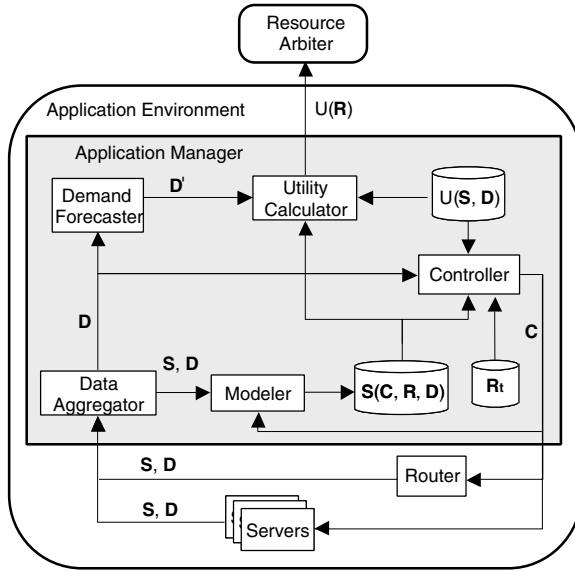 Resource
Arbiter
Application Environment
U(R)
Application Manager
Demand
Forecaster
D'
Utility
Calculator
U(S, D)
Controller
D
C
S, D
Data
Aggregator
Modeler
S(C, R, D)
Rt
S, D
Router
S, D
Servers